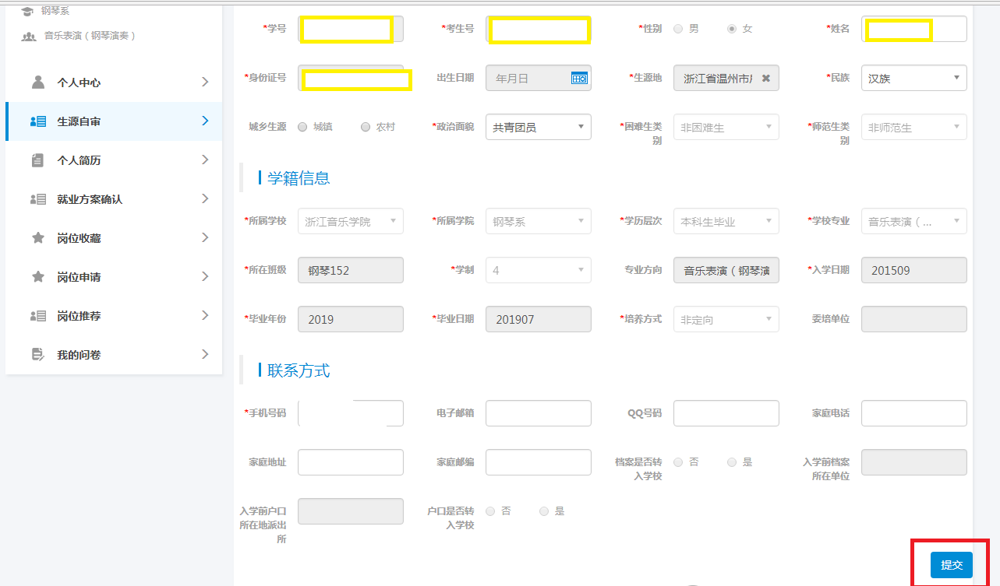 钢琴系
音乐表演（钢琴演奏）
个人中心
生源自审
个人简历
就业方案确认
岗位收藏
岗位申请
岗位推荐
我的问卷
*学号 *考生号 *性别 男 女 *姓名
*身份证号 出生日期 年月日 *生源地 浙江省温州市 *民族 汉族
城乡生源 城镇 农村 *政治面貌 共青团员 *困难生类别 非困难生 *师范生类别 非师范生
学籍信息
*所属学校 浙江音乐学院 *所属学院 钢琴系 *学历层次 本科生毕业 *学校专业 音乐表演（...
*所在班级 钢琴152 *学制 4 专业方向 音乐表演（钢琴演 *入学日期 201509
*毕业年份 2019 *毕业日期 201907 *培养方式 非定向 委培单位
联系方式
*手机号码 电子邮箱 QQ号码 家庭电话
家庭地址 家庭邮编 档案是否转入学校 否 是 入学前档案所在单位
入学前户口所在地派出所 户口是否转入学校 否 是
提交